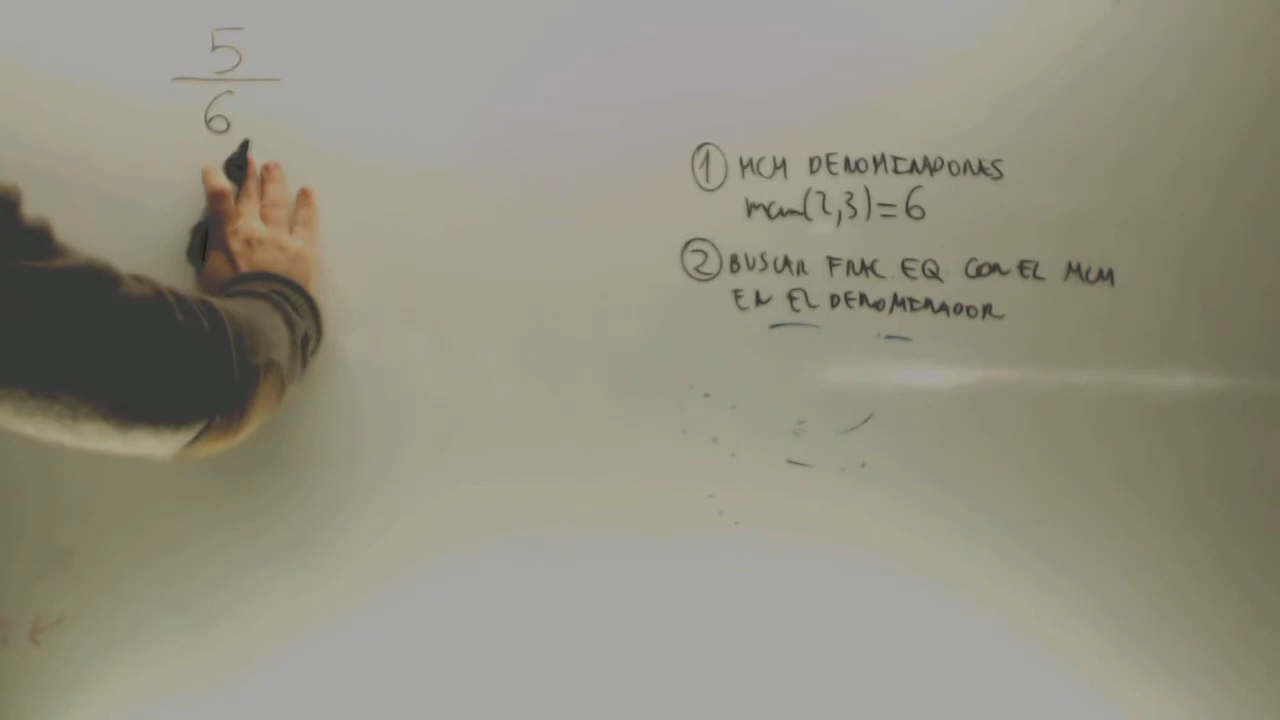 5
6
① MCM DENOMINADORES
mcm(2,3)=6
② BUSCAR FRAC. EQ CON EL MCM
EN EL DENOMINADOR